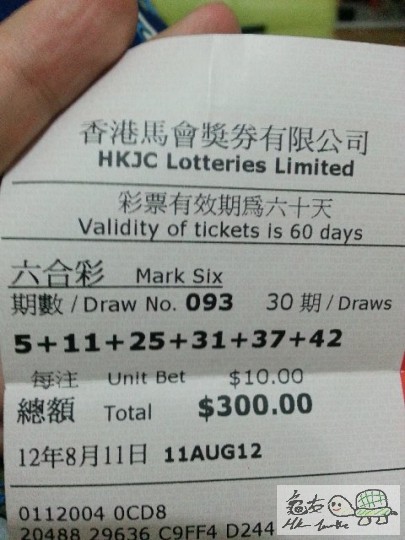 香港馬會獎券有限公司
HKJC Lotteries Limited
彩票有效期爲六十天
Validity of tickets is 60 days
六合彩 Mark Six
期數 / Draw No. 093 30 期 / Draws
5+11+25+31+37+42
每注 Unit Bet $10.00
總額 Total $300.00
12年8月11日 11AUG12
0112004 0CD8
20488 29636 C9FF4 D244
龜友